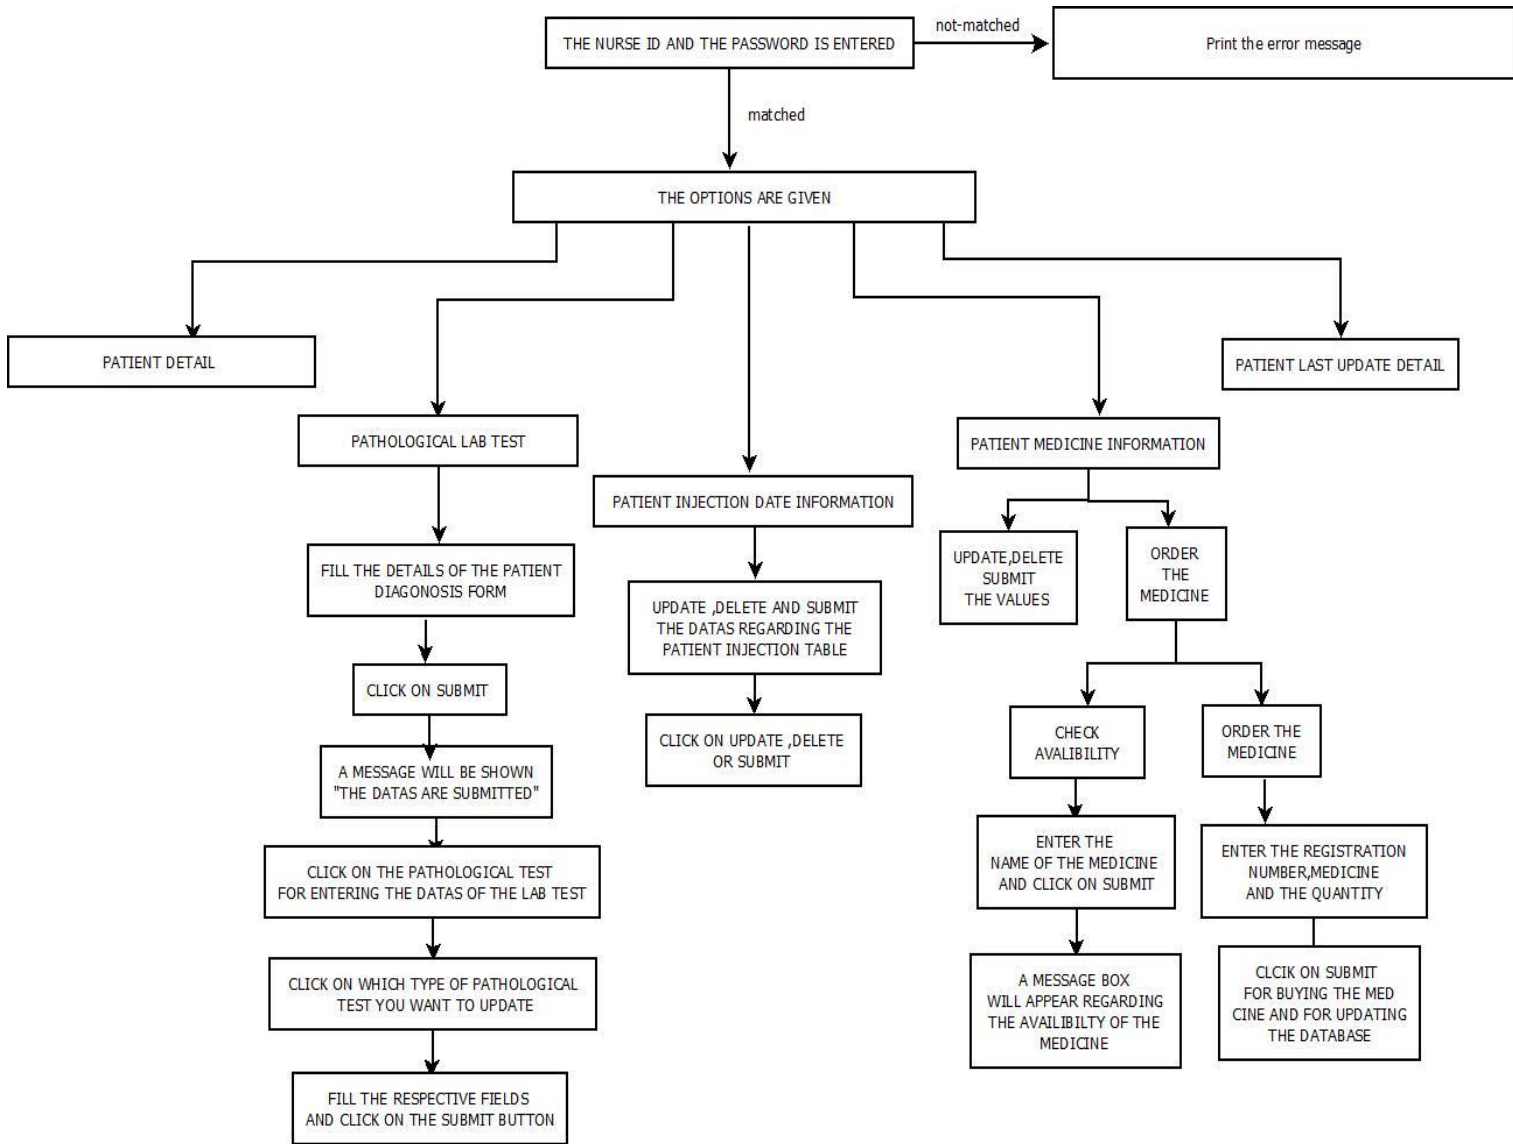 THE NURSE ID AND THE PASSWORD IS ENTERED
not-matched
Print the error message
matched
THE OPTIONS ARE GIVEN
PATIENT DETAIL
PATIENT LAST UPDATE DETAIL
PATHOLOGICAL LAB TEST
PATIENT MEDICINE INFORMATION
PATIENT INJECTION DATE INFORMATION
FILL THE DETAILS OF THE PATIENT
DIAGONOSIS FORM
UPDATE,DELETE
SUBMIT
THE VALUES
ORDER
THE
MEDICINE
UPDATE ,DELETE AND SUBMIT
THE DATAS REGARDING THE
PATIENT INJECTION TABLE
CLICK ON SUBMIT
CLICK ON UPDATE ,DELETE
OR SUBMIT
CHECK
AVALIBILITY
ORDER THE
MEDICINE
A MESSAGE WILL BE SHOWN
"THE DATAS ARE SUBMITTED"
CLICK ON THE PATHOLOGICAL TEST
FOR ENTERING THE DATAS OF THE LAB TEST
ENTER THE
NAME OF THE MEDICINE
AND CLICK ON SUBMIT
ENTER THE REGISTRATION
NUMBER,MEDICINE
AND THE QUANTITY
CLICK ON WHICH TYPE OF PATHOLOGICAL
TEST YOU WANT TO UPDATE
A MESSAGE BOX
WILL APPEAR REGARDING
THE AVAILIBILTY OF THE
MEDICINE
CLCIK ON SUBMIT
FOR BUYING THE MED
CINE AND FOR UPDATING
THE DATABASE
FILL THE RESPECTIVE FIELDS
AND CLICK ON THE SUBMIT BUTTON